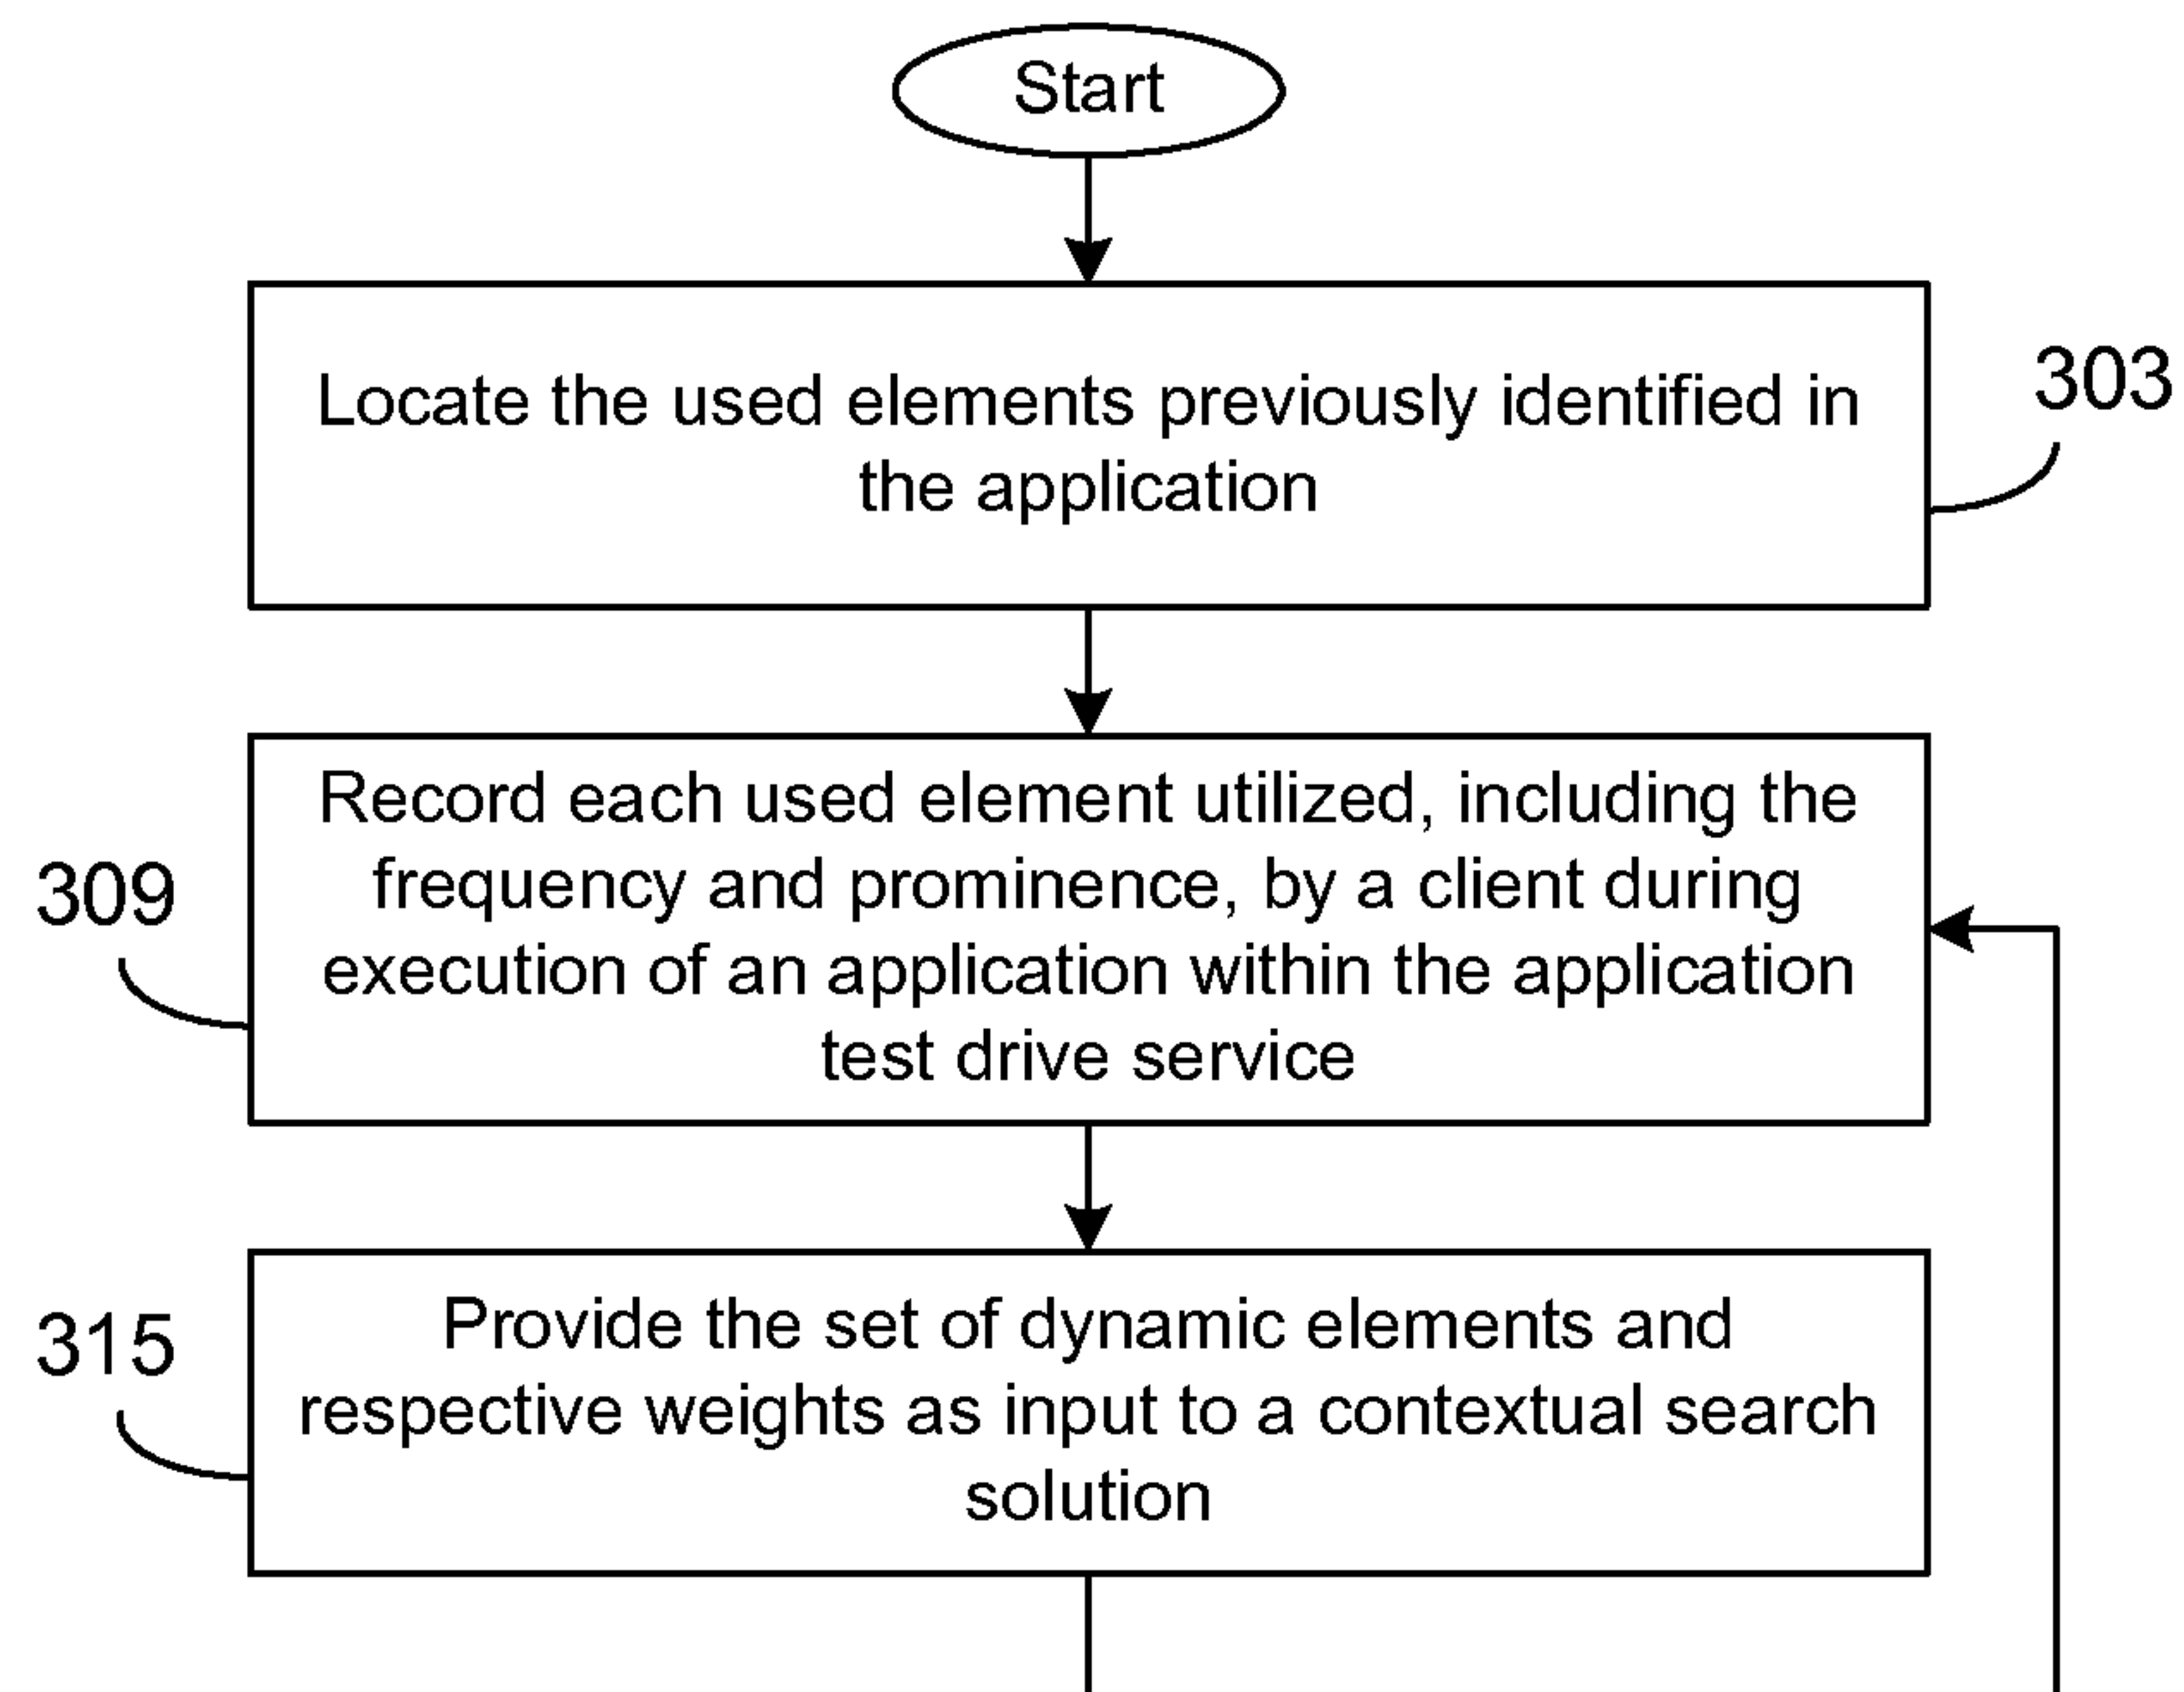 Start
Locate the used elements previously identified in
the application
303
Record each used element utilized, including the
frequency and prominence, by a client during
execution of an application within the application
test drive service
309
Provide the set of dynamic elements and
respective weights as input to a contextual search
solution
315